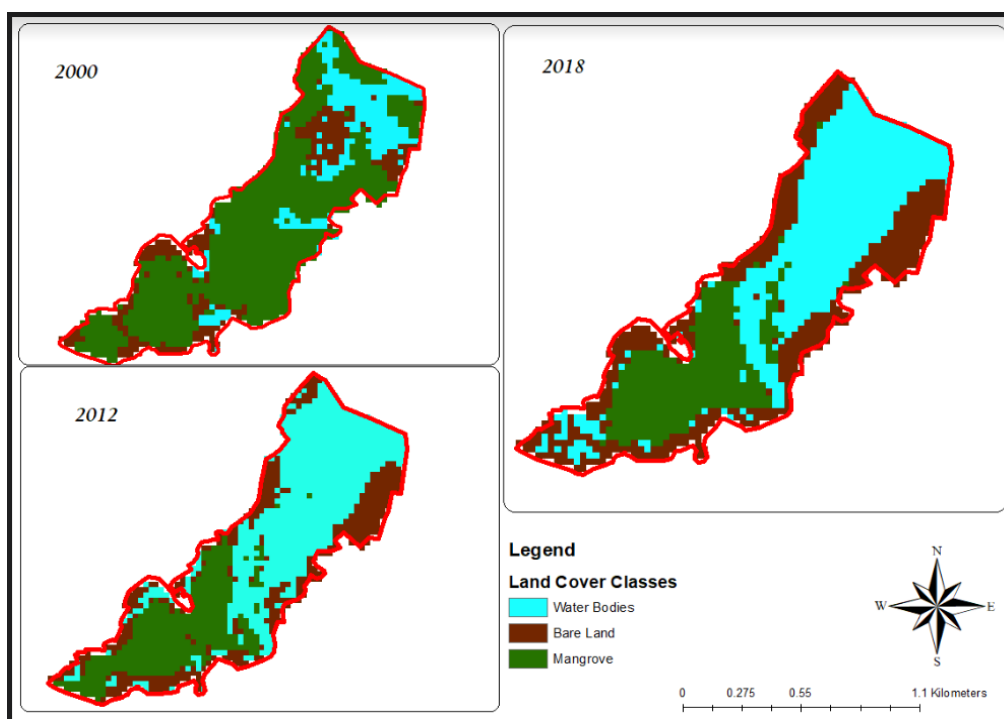 2000
2018
2012
Legend
Land Cover Classes
Water Bodies
Bare Land
Mangrove
N
W E
S
0 0.275 0.55 1.1 Kilometers